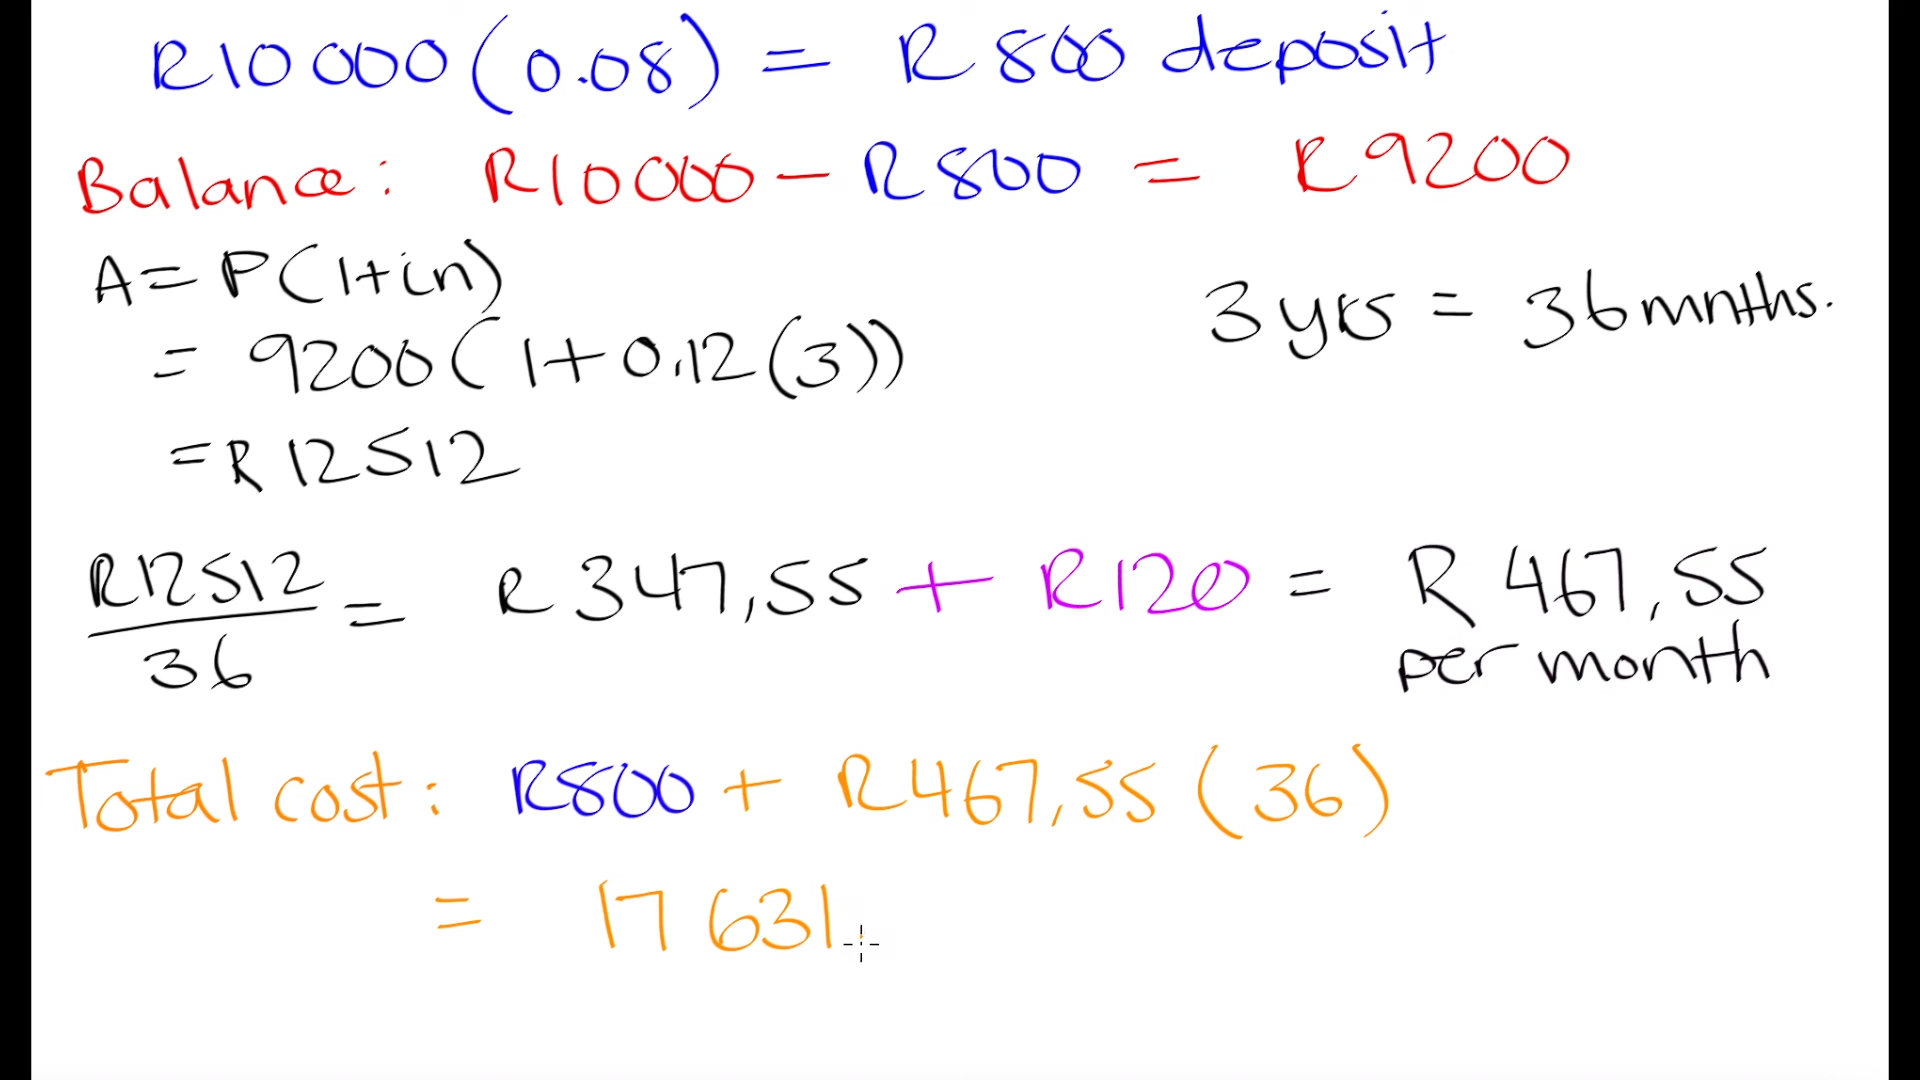 R10 000 (0.08) = R 800 deposit
Balance: R10 000 - R800 = R9200
A = P(1+in)
= 9200(1+0,12(3))
3 yrs = 36 mnths.
= R12512
R12512/36 = R 347,55 + R120 = R 467,55
per month
Total cost: R800 + R467,55 (36)
= 17 631